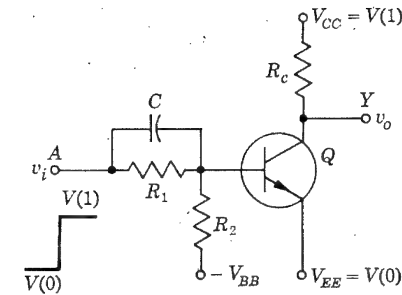 V_CC = V(1)
R_c
Y
v_o
C
A
Q
v_i
R_1
V(1)
R_2
V(0)
- V_BB
V_EE = V(0)